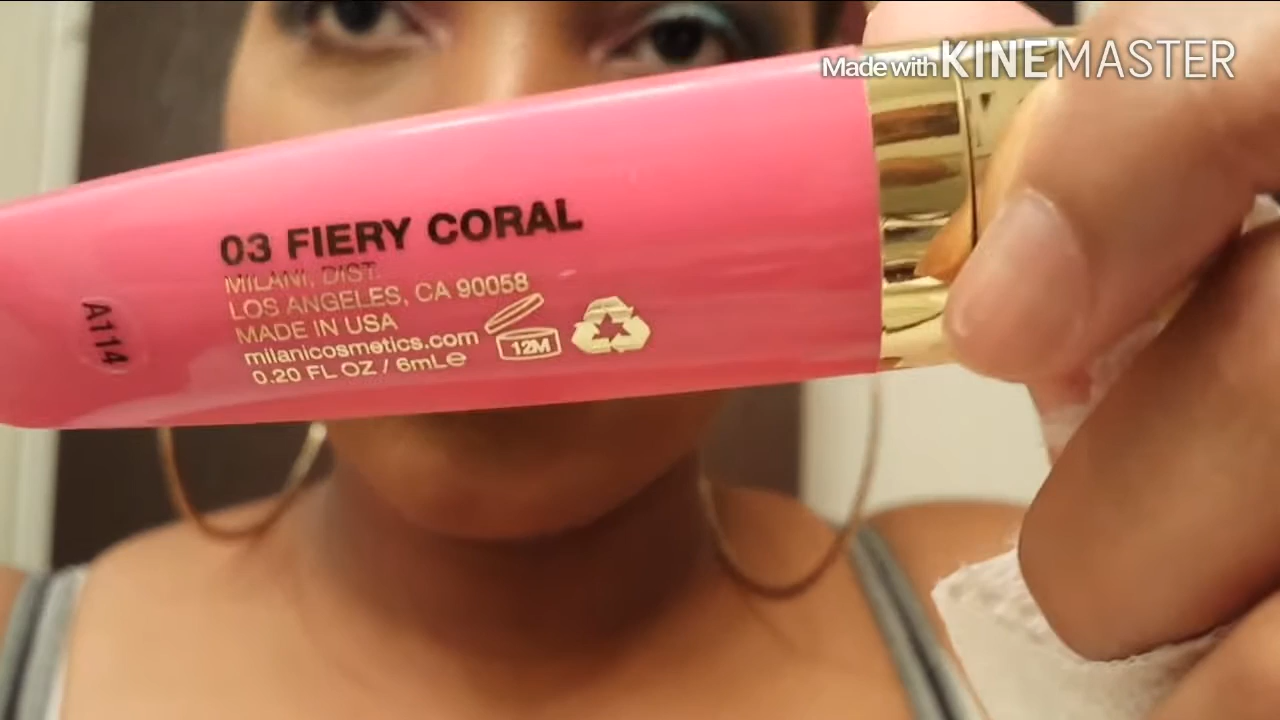 Made with KINEMASTER
03 FIERY CORAL
MILANI, DIST.
LOS ANGELES, CA 90058
MADE IN USA
milanicosmetics.com
0.20 FL OZ / 6mL℮
12M
A114